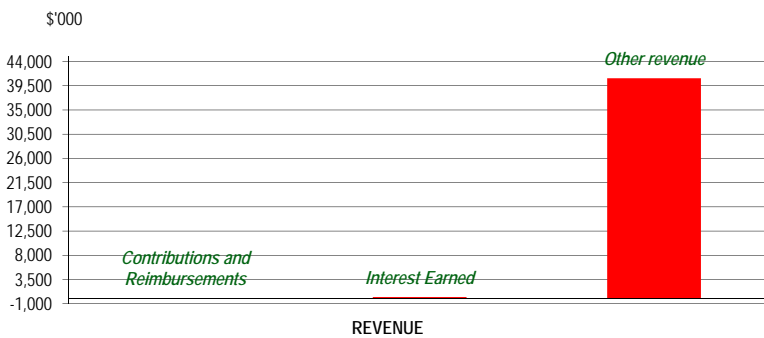 $'000
44,000
Other revenue
39,500
35,000
30,500
26,000
21,500
17,000
12,500
8,000
Contributions and
Reimbursements
Interest Earned
3,500
-1,000
REVENUE